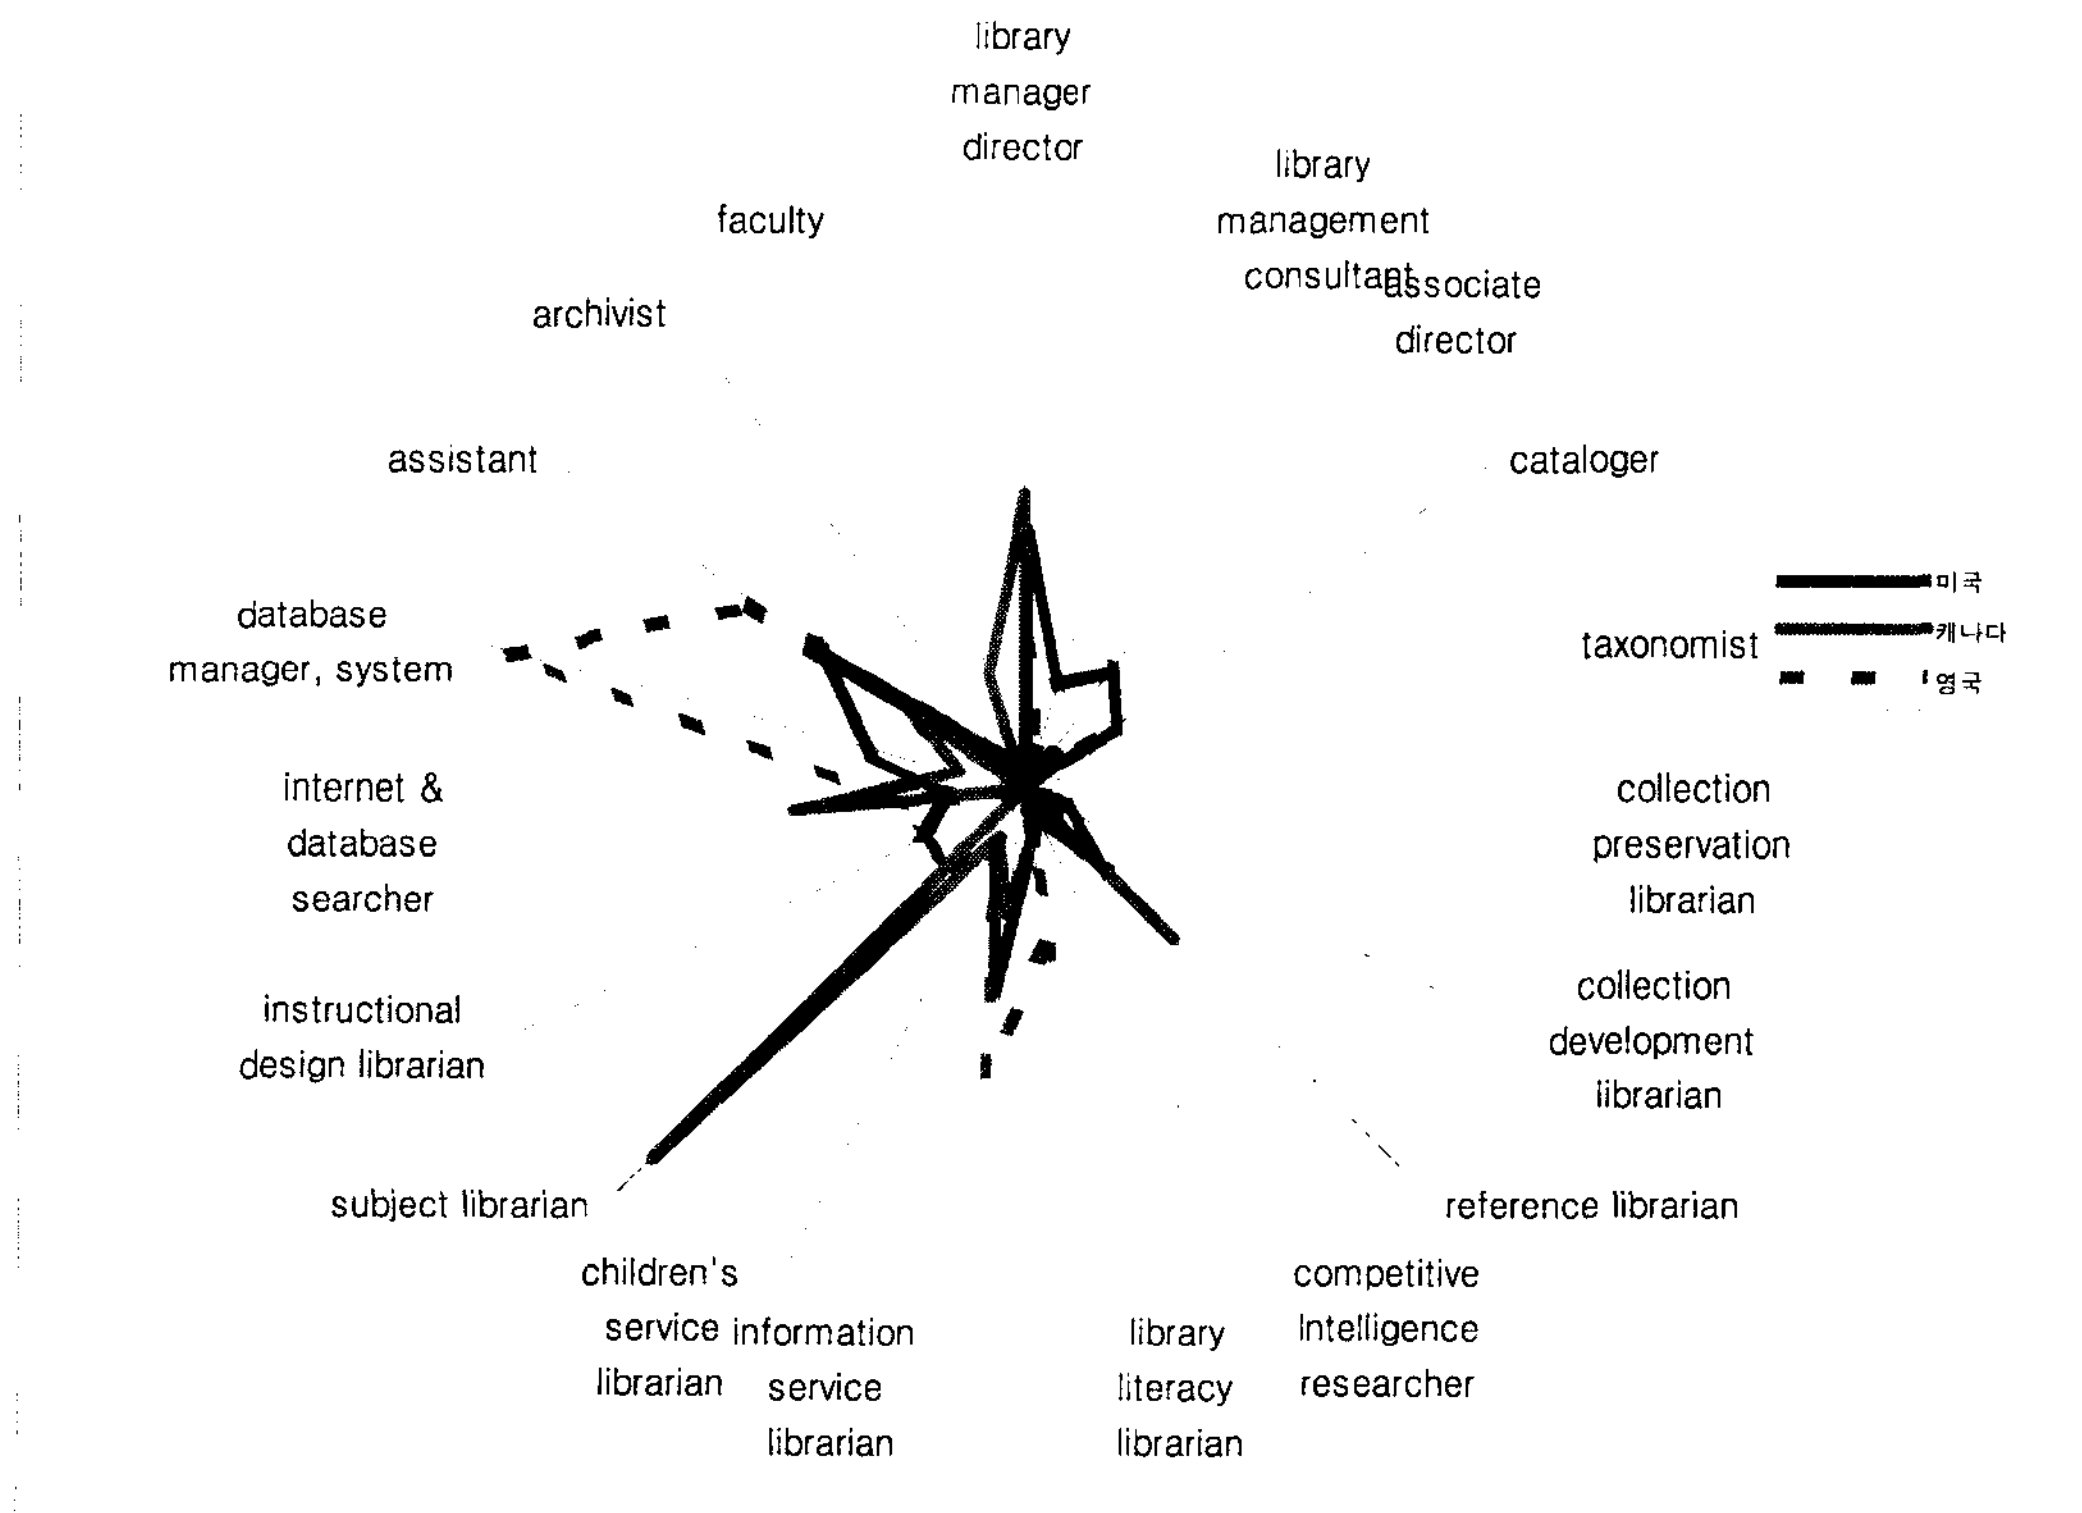 library
manager
director
library
management
consultant
associate
director
faculty
archivist
assistant
cataloger
database
manager, system
taxonomist
미국
캐나다
영국
internet &
database
searcher
collection
preservation
librarian
instructional
design librarian
collection
development
librarian
subject librarian
reference librarian
children's
service
librarian
information
service
librarian
library
literacy
librarian
competitive
intelligence
researcher